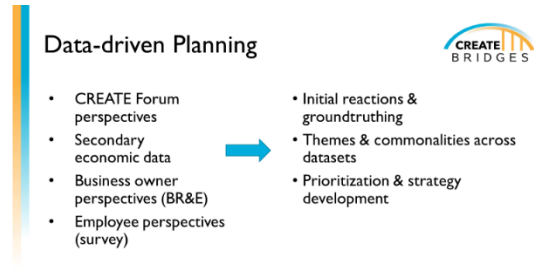 Data-driven Planning
CREATE
BRIDGES
• CREATE Forum
perspectives
• Secondary
economic data
• Business owner
perspectives (BR&E)
• Employee perspectives
(survey)
• Initial reactions &
groundtruthing
• Themes & commonalities across
datasets
• Prioritization & strategy
development